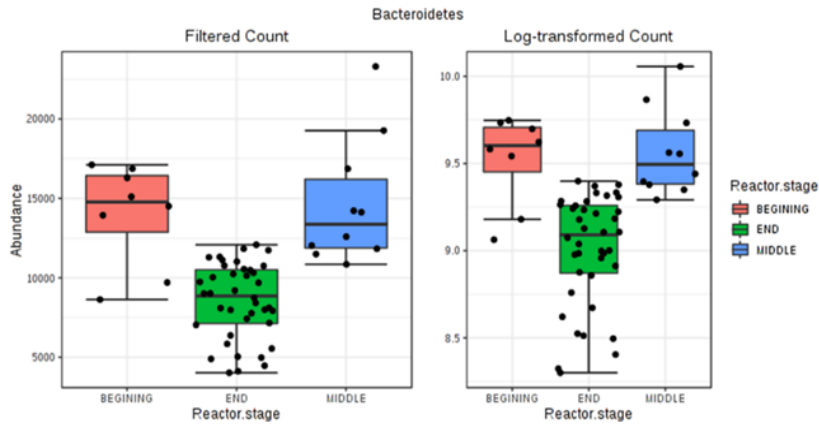 Bacteroidetes
Filtered Count
Log-transformed Count
Abundance
20000
15000
10000
5000
BEGINING
END
MIDDLE
Reactor.stage
10.0
9.5
9.0
8.5
BEGINING
END
MIDDLE
Reactor.stage
Reactor.stage
BEGINING
END
MIDDLE